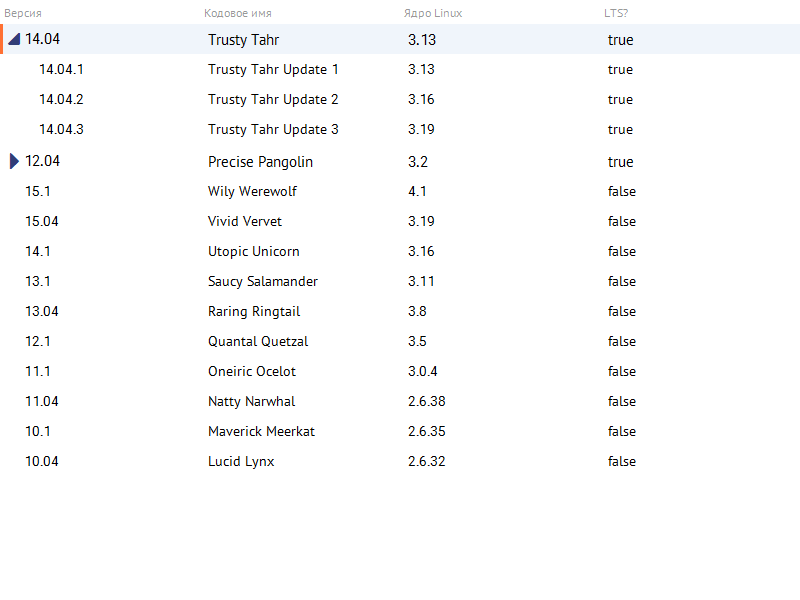 Версия Кодовое имя Ядро Linux LTS?
14.04 Trusty Tahr 3.13 true
14.04.1 Trusty Tahr Update 1 3.13 true
14.04.2 Trusty Tahr Update 2 3.16 true
14.04.3 Trusty Tahr Update 3 3.19 true
12.04 Precise Pangolin 3.2 true
15.1 Wily Werewolf 4.1 false
15.04 Vivid Vervet 3.19 false
14.1 Utopic Unicorn 3.16 false
13.1 Saucy Salamander 3.11 false
13.04 Raring Ringtail 3.8 false
12.1 Quantal Quetzal 3.5 false
11.1 Oneiric Ocelot 3.0.4 false
11.04 Natty Narwhal 2.6.38 false
10.1 Maverick Meerkat 2.6.35 false
10.04 Lucid Lynx 2.6.32 false